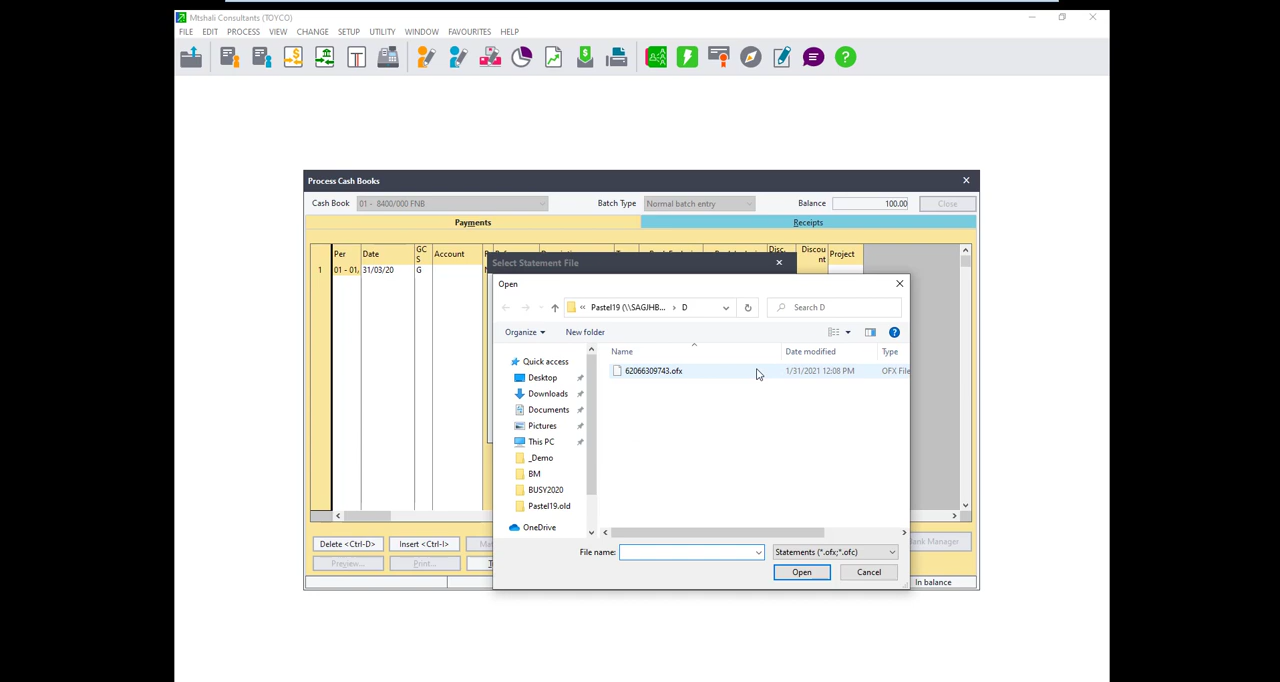 Mtshali Consultants (TOYCO)
FILE EDIT PROCESS VIEW CHANGE SETUP UTILITY WINDOW FAVOURITES HELP
Process Cash Books
Cash Book 01 - 8400/000 FNB Batch Type Normal batch entry Balance 100.00 Close
Payments Receipts
Per Date GC S Account Discou nt Project
1 01 - 01, 31/03/20 G
Select Statement File
Open
« Pastel19 (\\SAGJHB... > D Search D
Organize New folder
Name Date modified Type
62066309743.ofx 1/31/2021 12:08 PM OFX File
Quick access
Desktop
Downloads
Documents
Pictures
This PC
_Demo
BM
BUSY2020
Pastel19.old
OneDrive
File name: Statements (*.ofx;*.ofc)
Open Cancel
Delete <Ctrl-D> Insert <Ctrl-I>
Preview... Print...
In balance